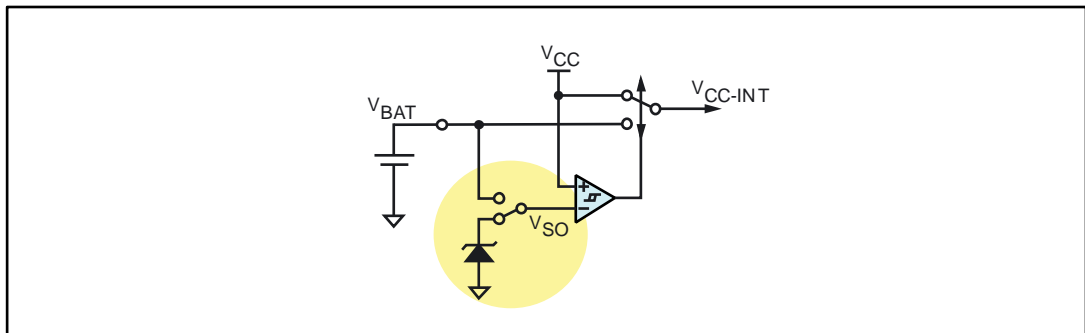 VCC
VCC-INT
VBAT
+
−
VSO